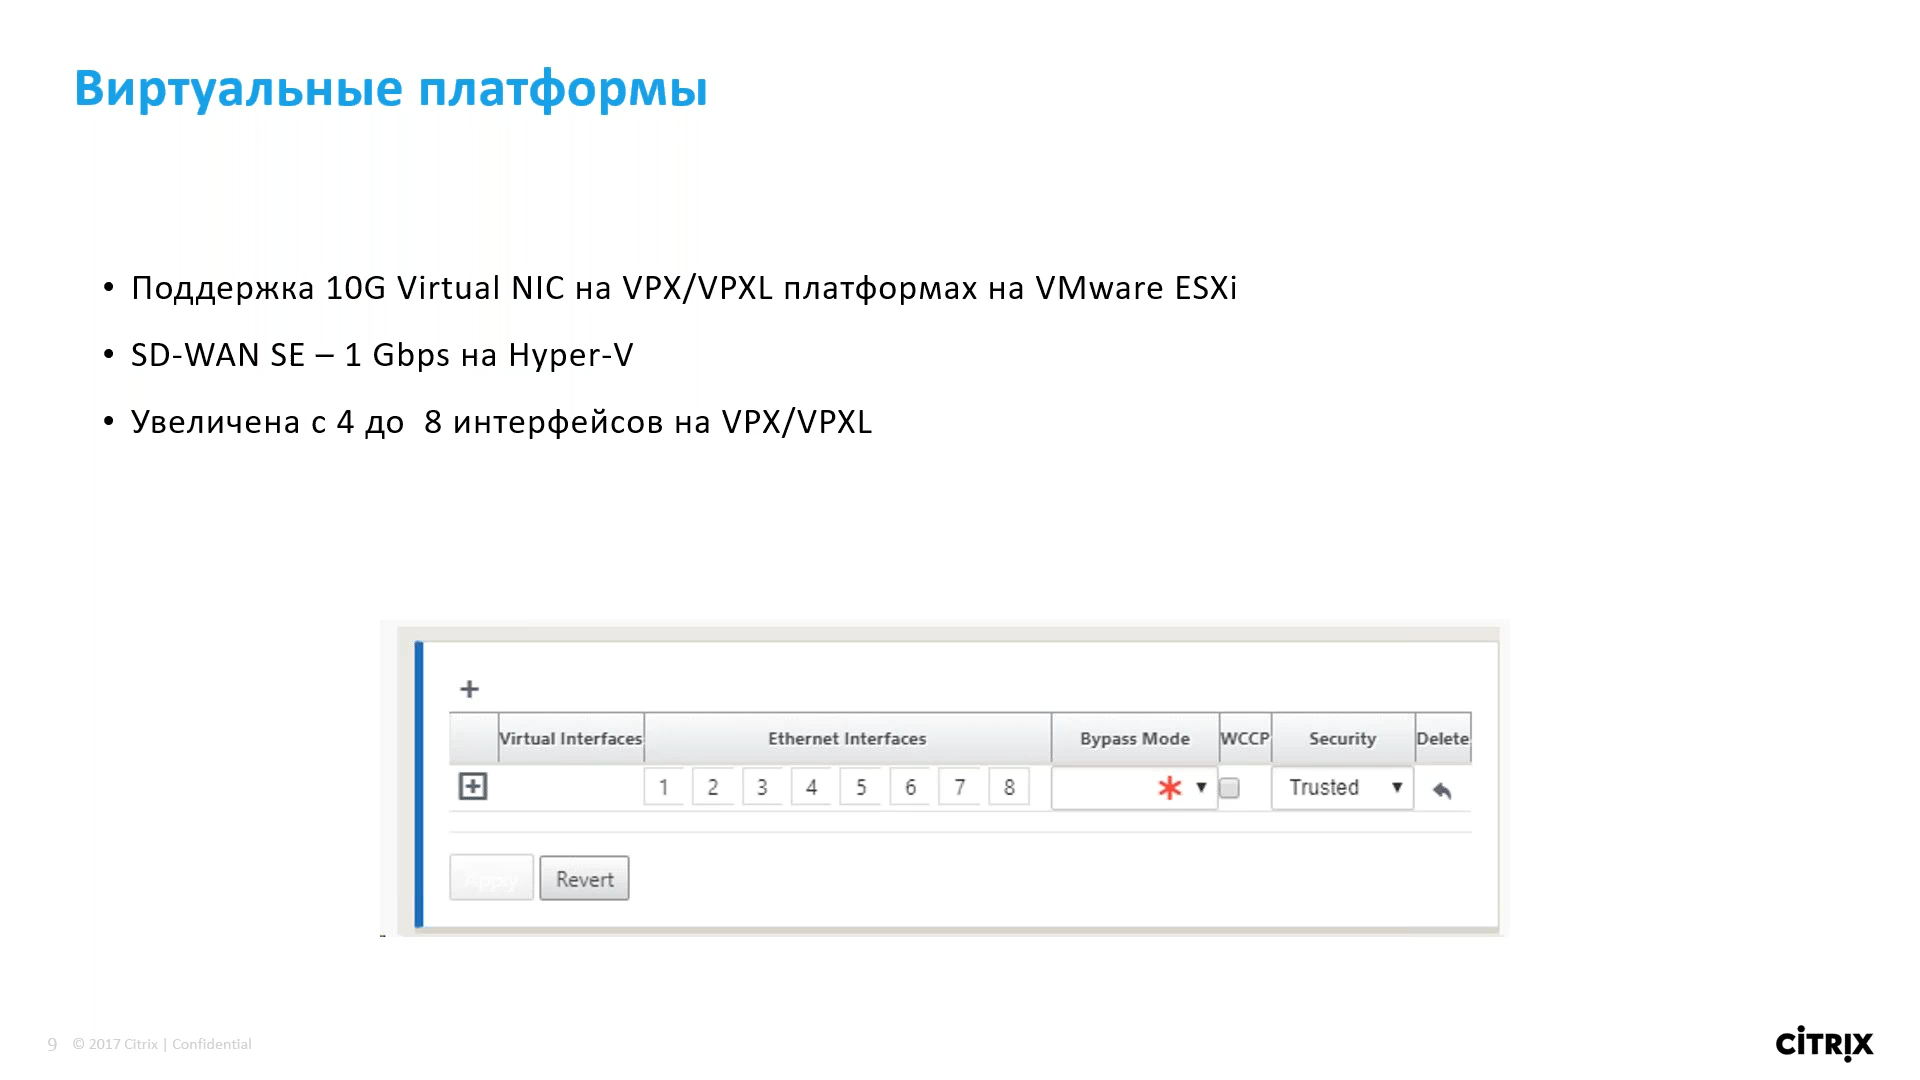 Виртуальные платформы
• Поддержка 10G Virtual NIC на VPX/VPXL платформах на VMware ESXi
• SD-WAN SE – 1 Gbps на Hyper-V
• Увеличена с 4 до  8 интерфейсов на VPX/VPXL
+
Virtual Interfaces Ethernet Interfaces Bypass Mode WCCP Security Delete
+ 1 2 3 4 5 6 7 8 * Trusted
Apply Revert
9 © 2017 Citrix | Confidential
CITRIX